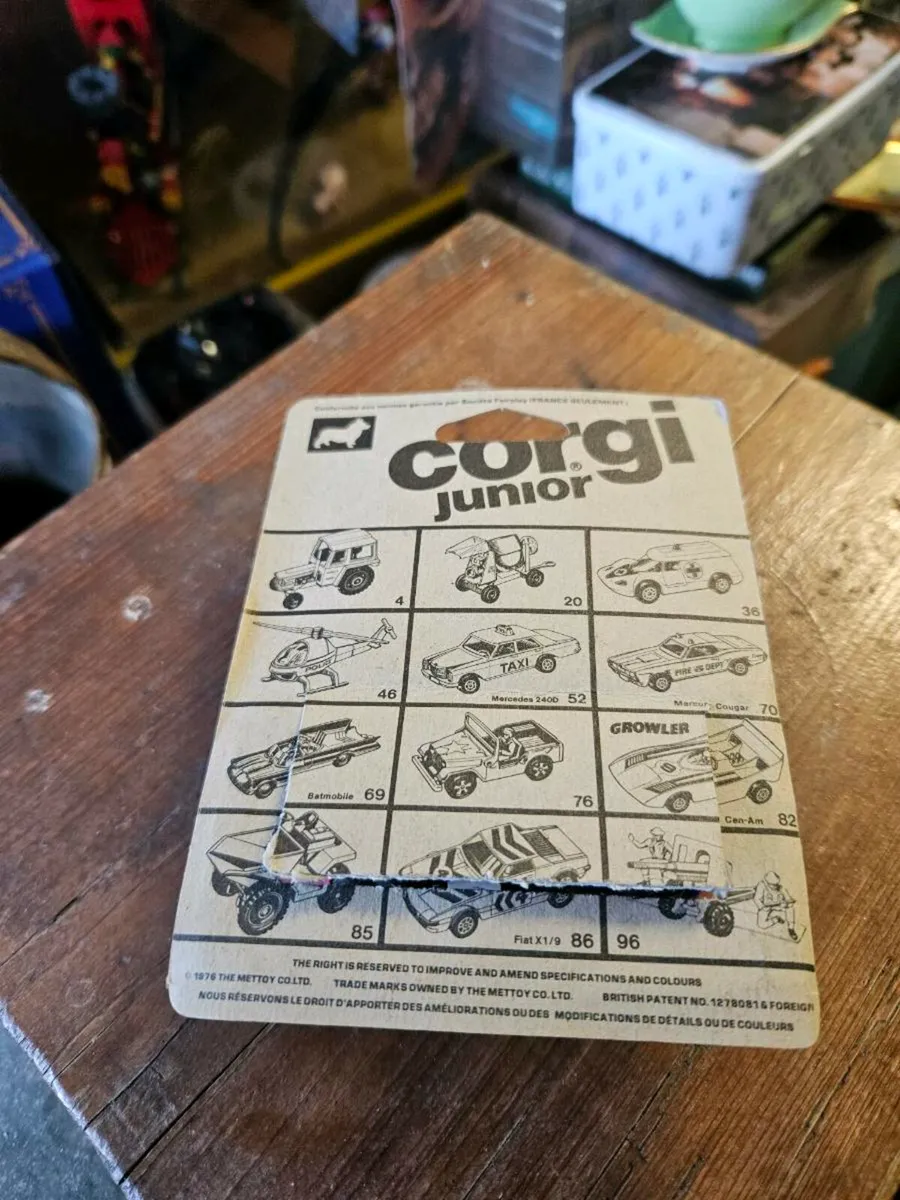 Conformité aux normes garantie par Société Fairplay (FRANCE SEULEMENT)
corgi®
junior
4
20
36
POLICE
46
TAXI
Mercedes 240D 52
FIRE DEPT
Mercury Cougar 70
Batmobile 69
76
GROWLER
Can-Am 82
85
Fiat X1/9 86
96
THE RIGHT IS RESERVED TO IMPROVE AND AMEND SPECIFICATIONS AND COLOURS
© 1976 THE METTOY CO. LTD. TRADE MARKS OWNED BY THE METTOY CO. LTD. BRITISH PATENT NO. 1278081 & FOREIGN
NOUS RÉSERVONS LE DROIT D'APPORTER DES AMÉLIORATIONS OU DES MODIFICATIONS DE DÉTAILS OU DE COULEURS